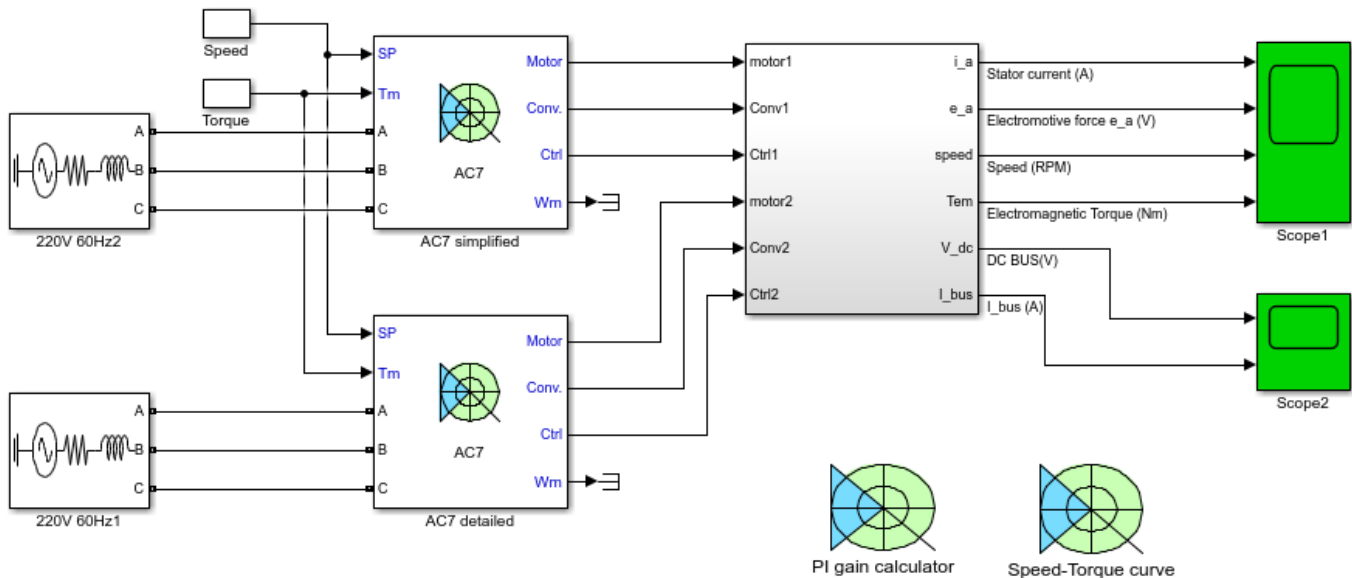 Speed
Torque
A
B
C
220V 60Hz2
SP
Tm
A
B
C
Motor
Conv.
Ctrl
Wm
AC7
AC7 simplified
A
B
C
220V 60Hz1
SP
Tm
A
B
C
Motor
Conv.
Ctrl
Wm
AC7
AC7 detailed
motor1
Conv1
Ctrl1
motor2
Conv2
Ctrl2
i_a
e_a
speed
Tem
V_dc
I_bus
Stator current (A)
Electromotive force e_a (V)
Speed (RPM)
Electromagnetic Torque (Nm)
DC BUS(V)
I_bus (A)
Scope1
Scope2
PI gain calculator
Speed-Torque curve